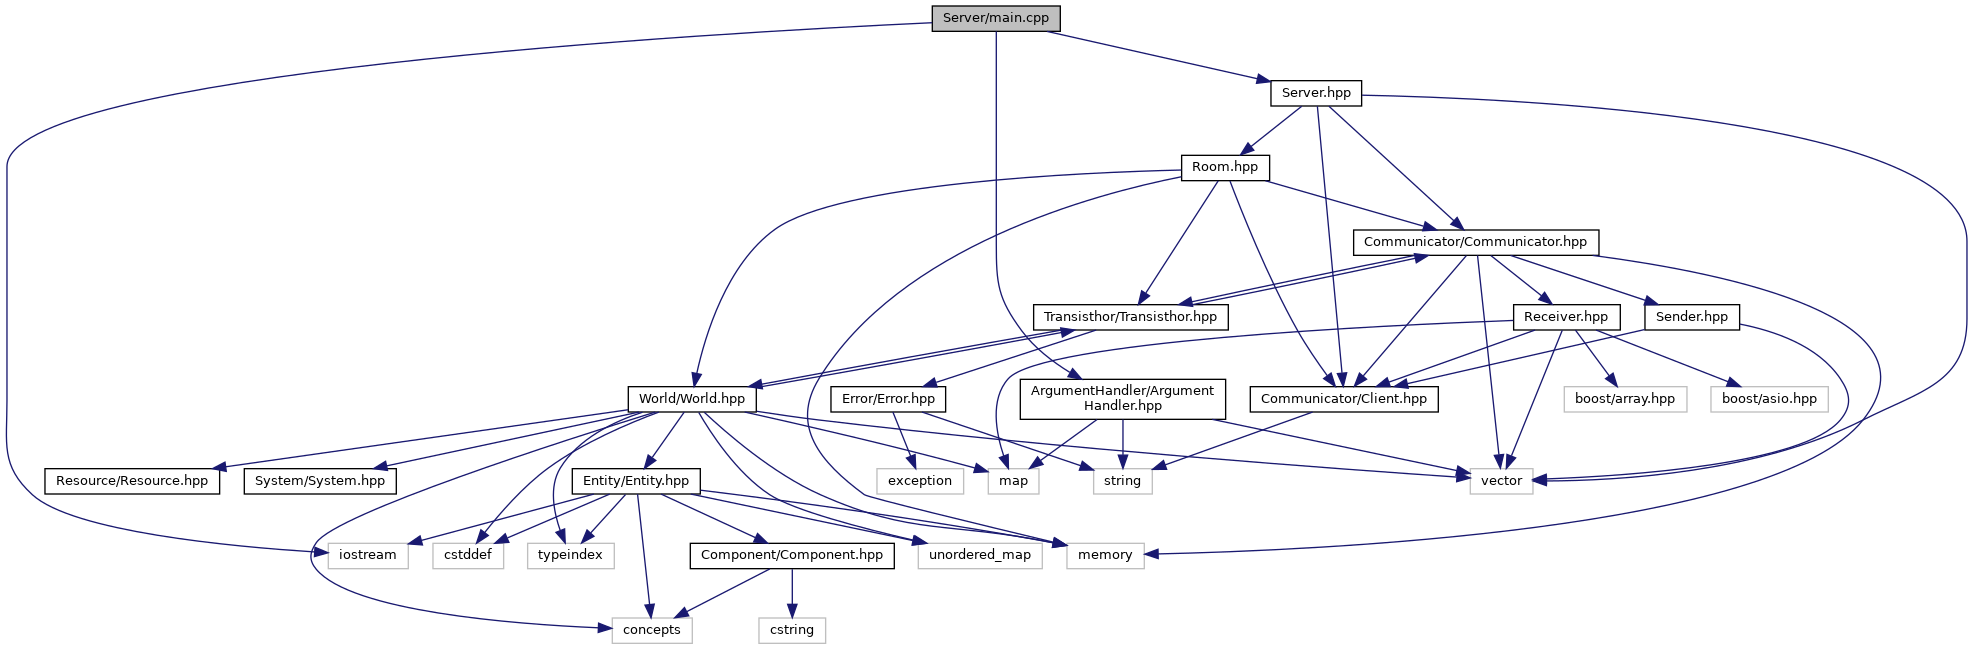 Server/main.cpp
Server.hpp
Room.hpp
Communicator/Communicator.hpp
Transisthor/Transisthor.hpp
Receiver.hpp
Sender.hpp
World/World.hpp
Error/Error.hpp
ArgumentHandler/Argument
Handler.hpp
Communicator/Client.hpp
boost/array.hpp
boost/asio.hpp
Resource/Resource.hpp
System/System.hpp
Entity/Entity.hpp
exception
map
string
vector
iostream
cstddef
typeindex
Component/Component.hpp
unordered_map
memory
concepts
cstring